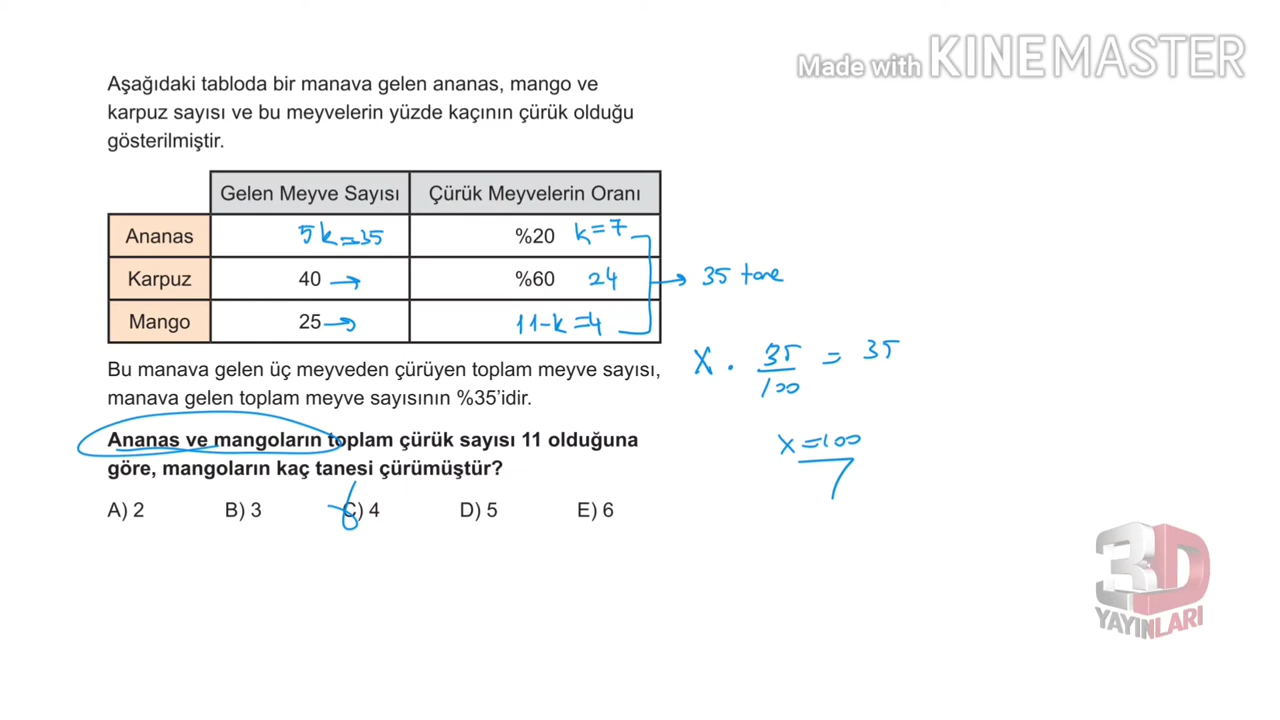 Made with KINEMASTER
Aşağıdaki tabloda bir manava gelen ananas, mango ve
karpuz sayısı ve bu meyvelerin yüzde kaçının çürük olduğu
gösterilmiştir.
Gelen Meyve Sayısı Çürük Meyvelerin Oranı
Ananas 5k=35 %20 k=7
Karpuz 40 → %60 24 → 35 tane
Mango 25 → 11-k=4
x . 35/100 = 35
Bu manava gelen üç meyveden çürüyen toplam meyve sayısı,
manava gelen toplam meyve sayısının %35'idir.
Ananas ve mangoların toplam çürük sayısı 11 olduğuna
göre, mangoların kaç tanesi çürümüştür?
x=100
A) 2 B) 3 C) 4 D) 5 E) 6
3D
YAYINLARI